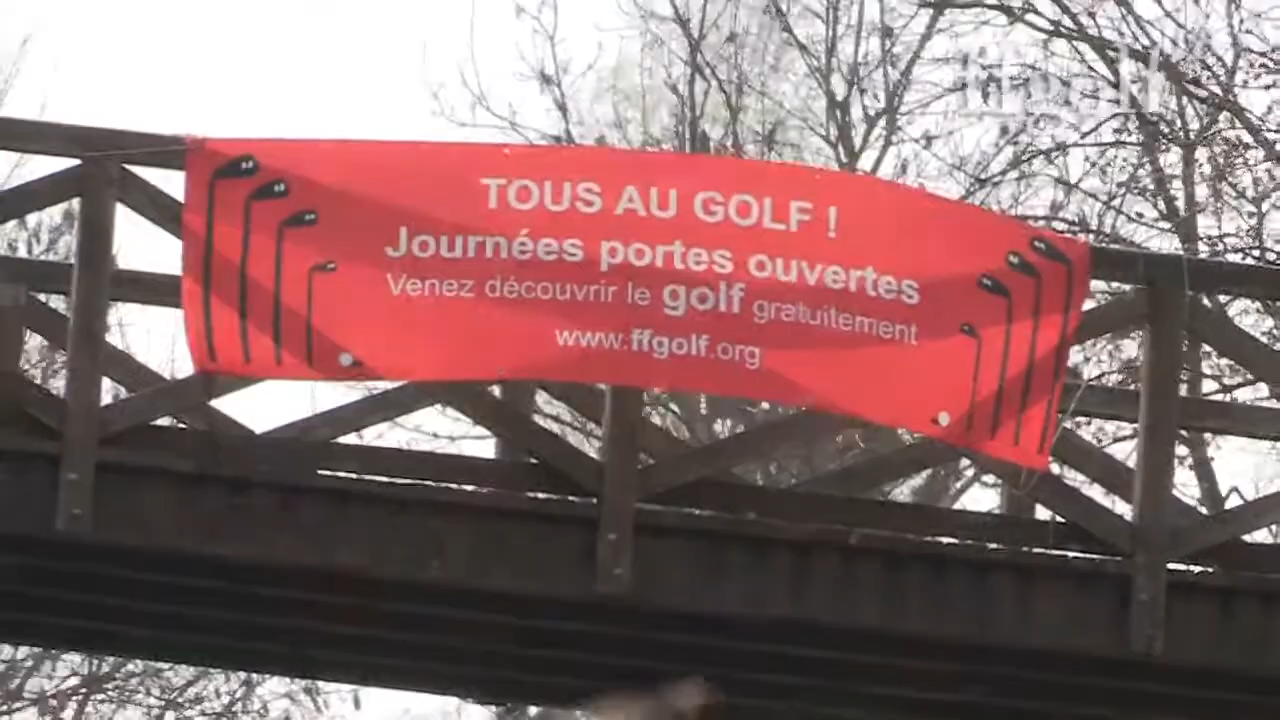 TOUS AU GOLF !
Journées portes ouvertes
Venez découvrir le golf gratuitement
www.ffgolf.org